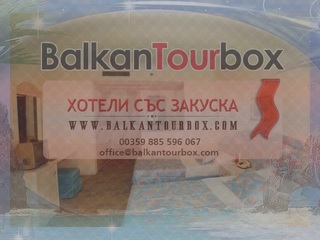 BalkanTourbox
ХОТЕЛИ СЪС ЗАКУСКА
WWW.BALKANTOURBOX.COM
00359 885 596 067
office@balkantourbox.com